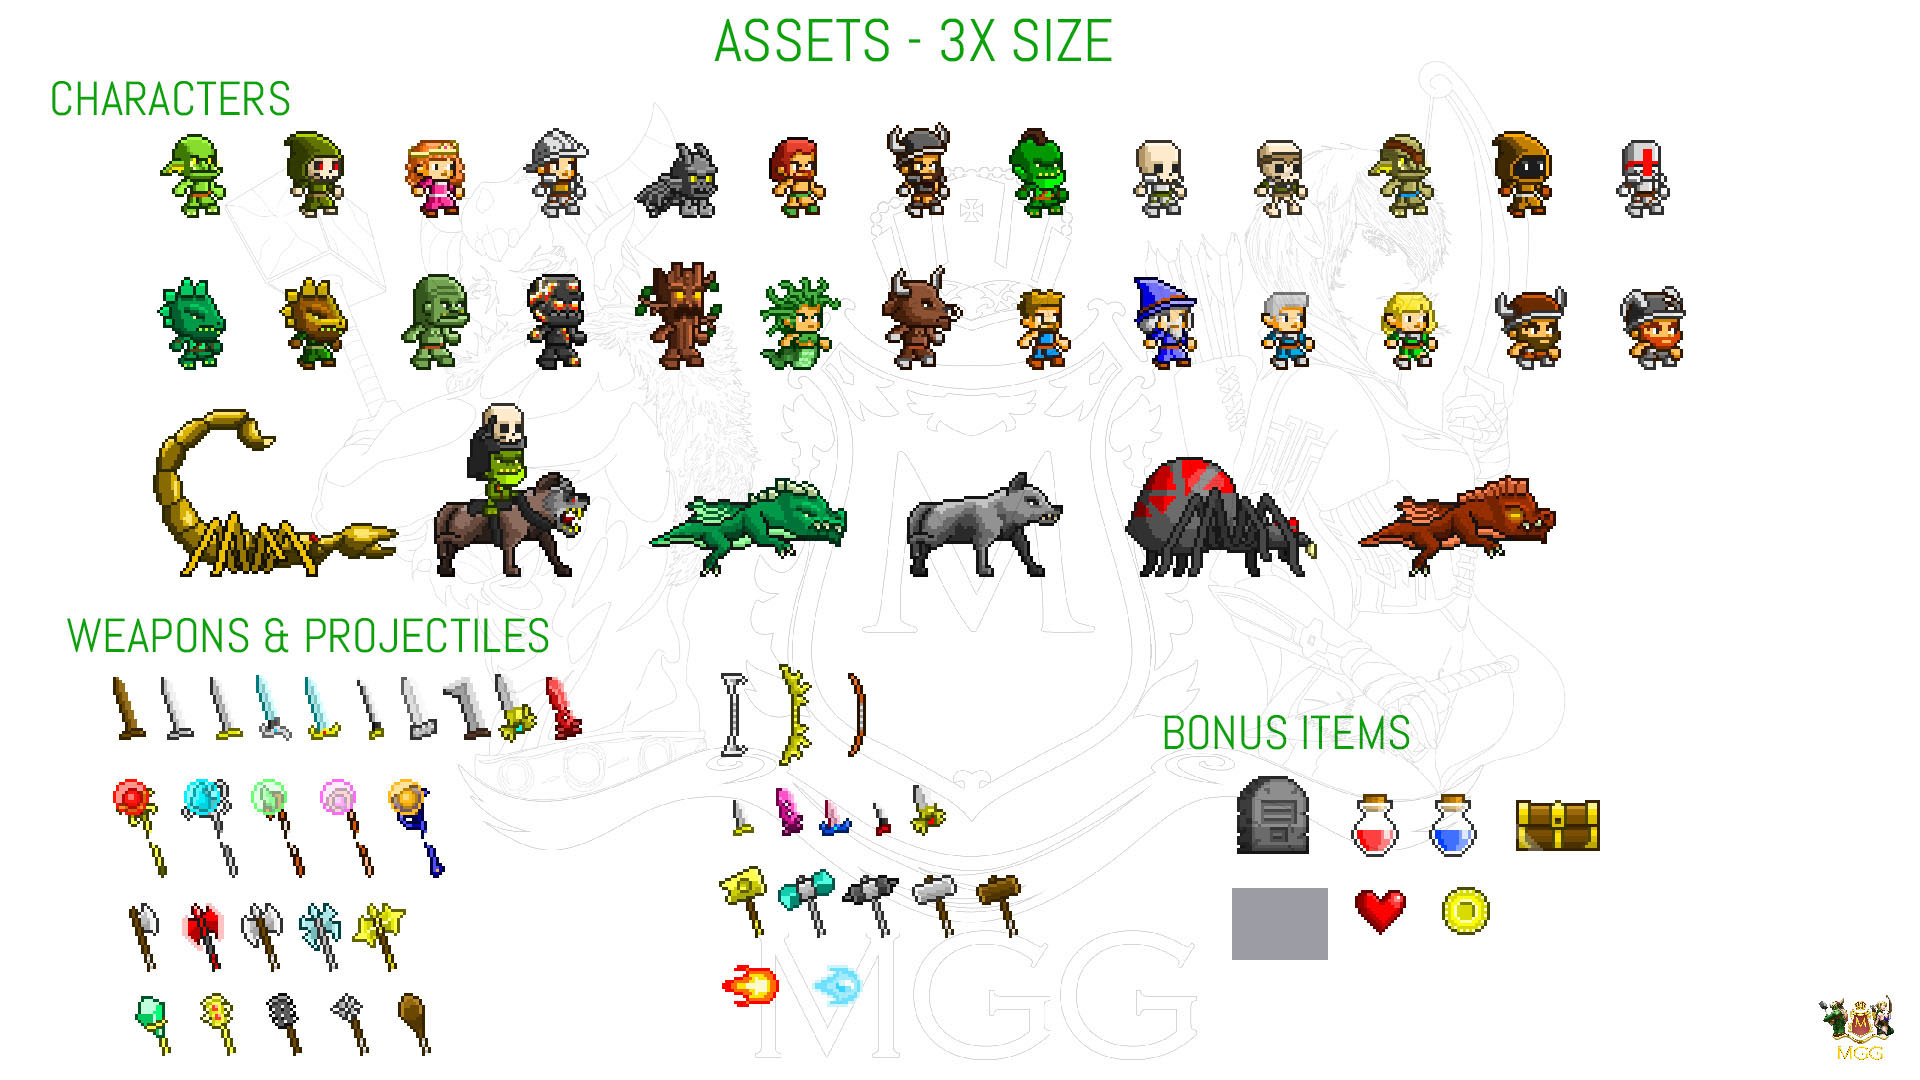 ASSETS - 3X SIZE
CHARACTERS
WEAPONS & PROJECTILES
M
BONUS ITEMS
MGG
M
MGG